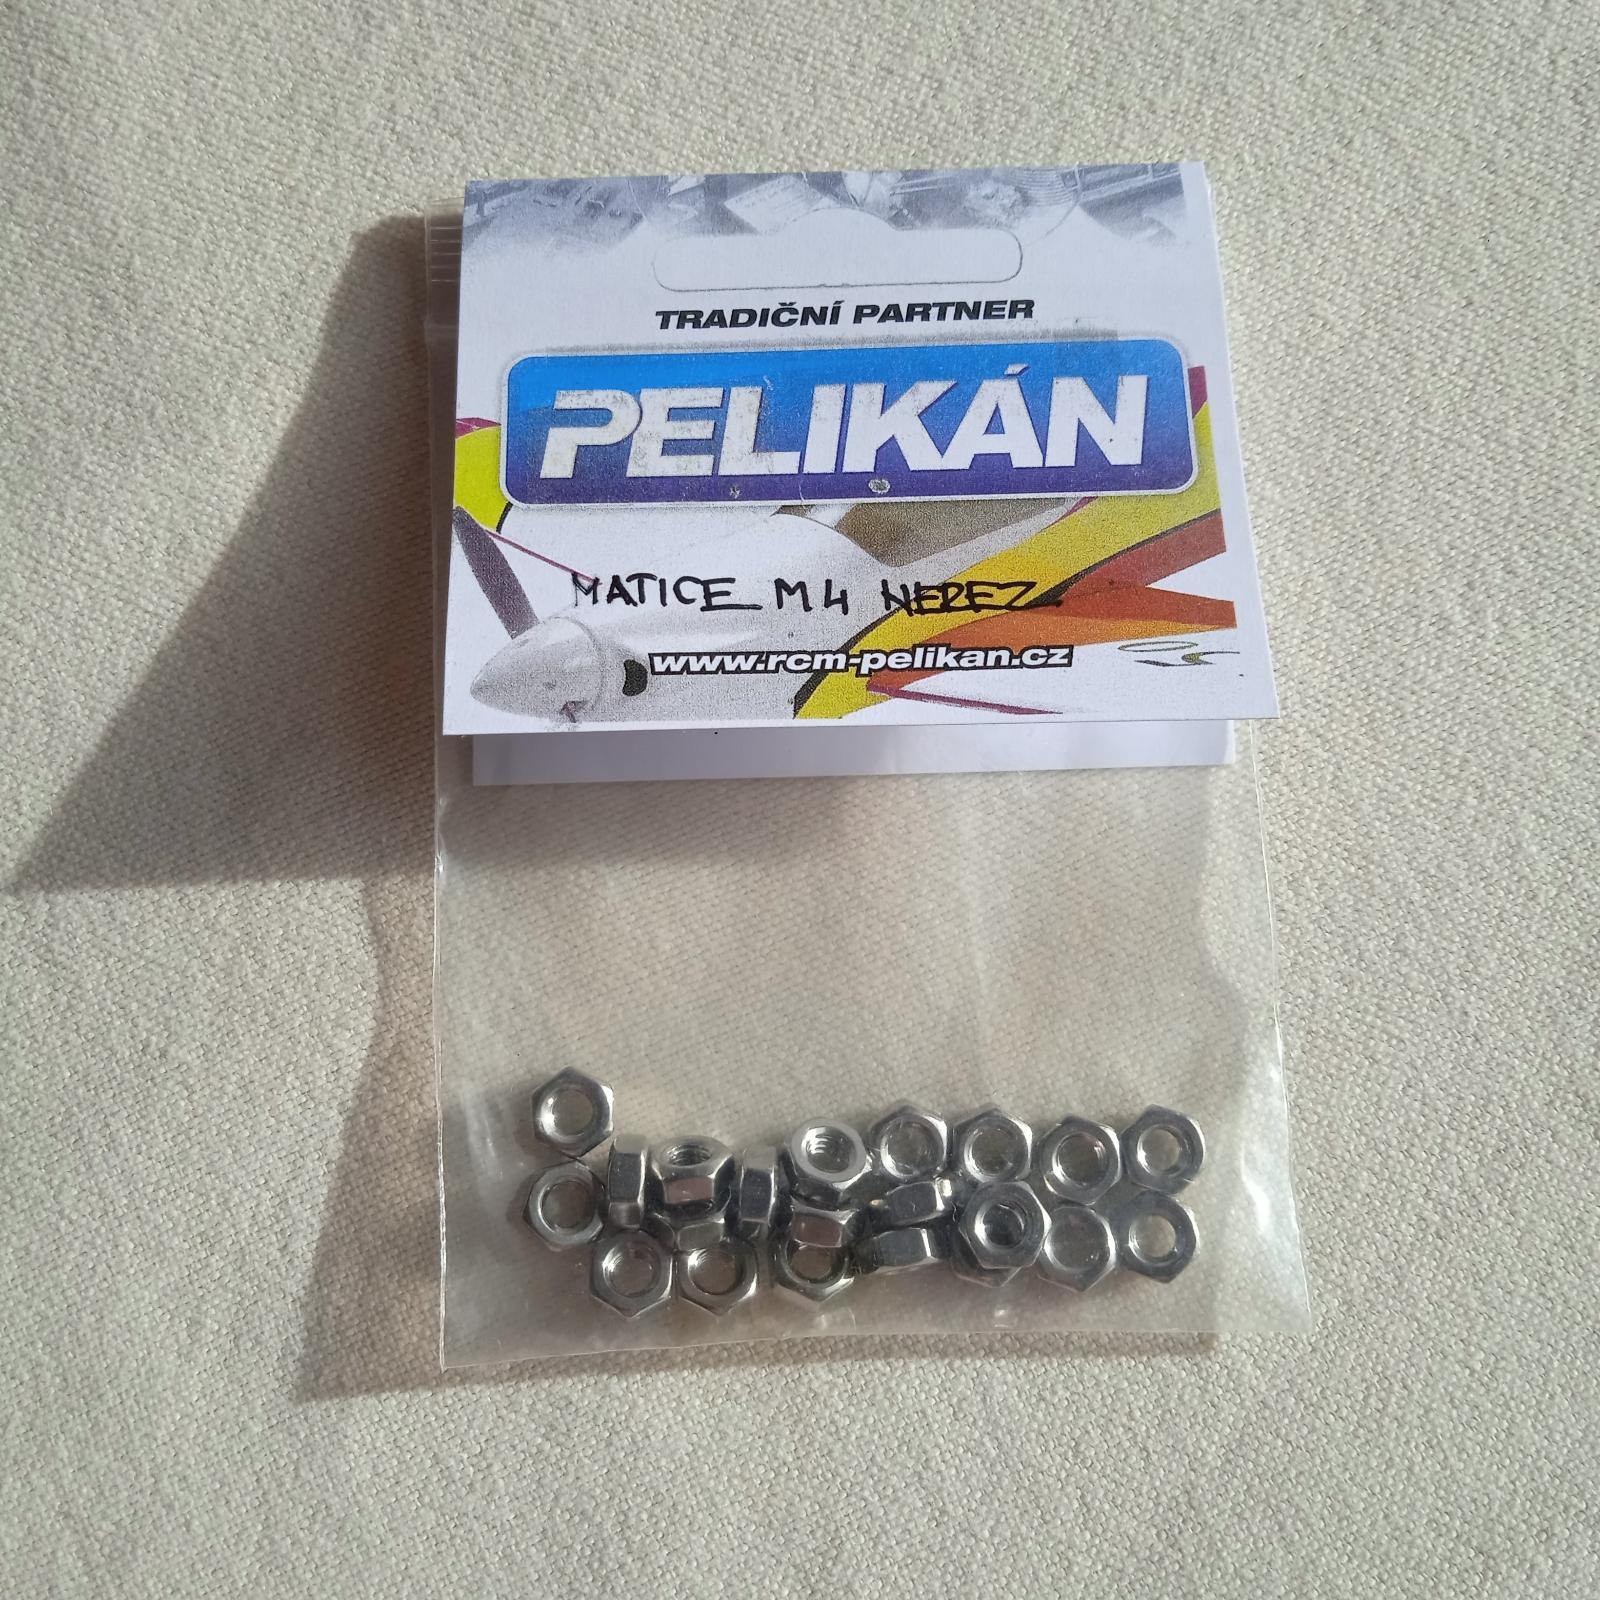 TRADIČNÍ PARTNER
PELIKÁN
MATICE M4 NEREZ
www.rcm-pelikan.cz